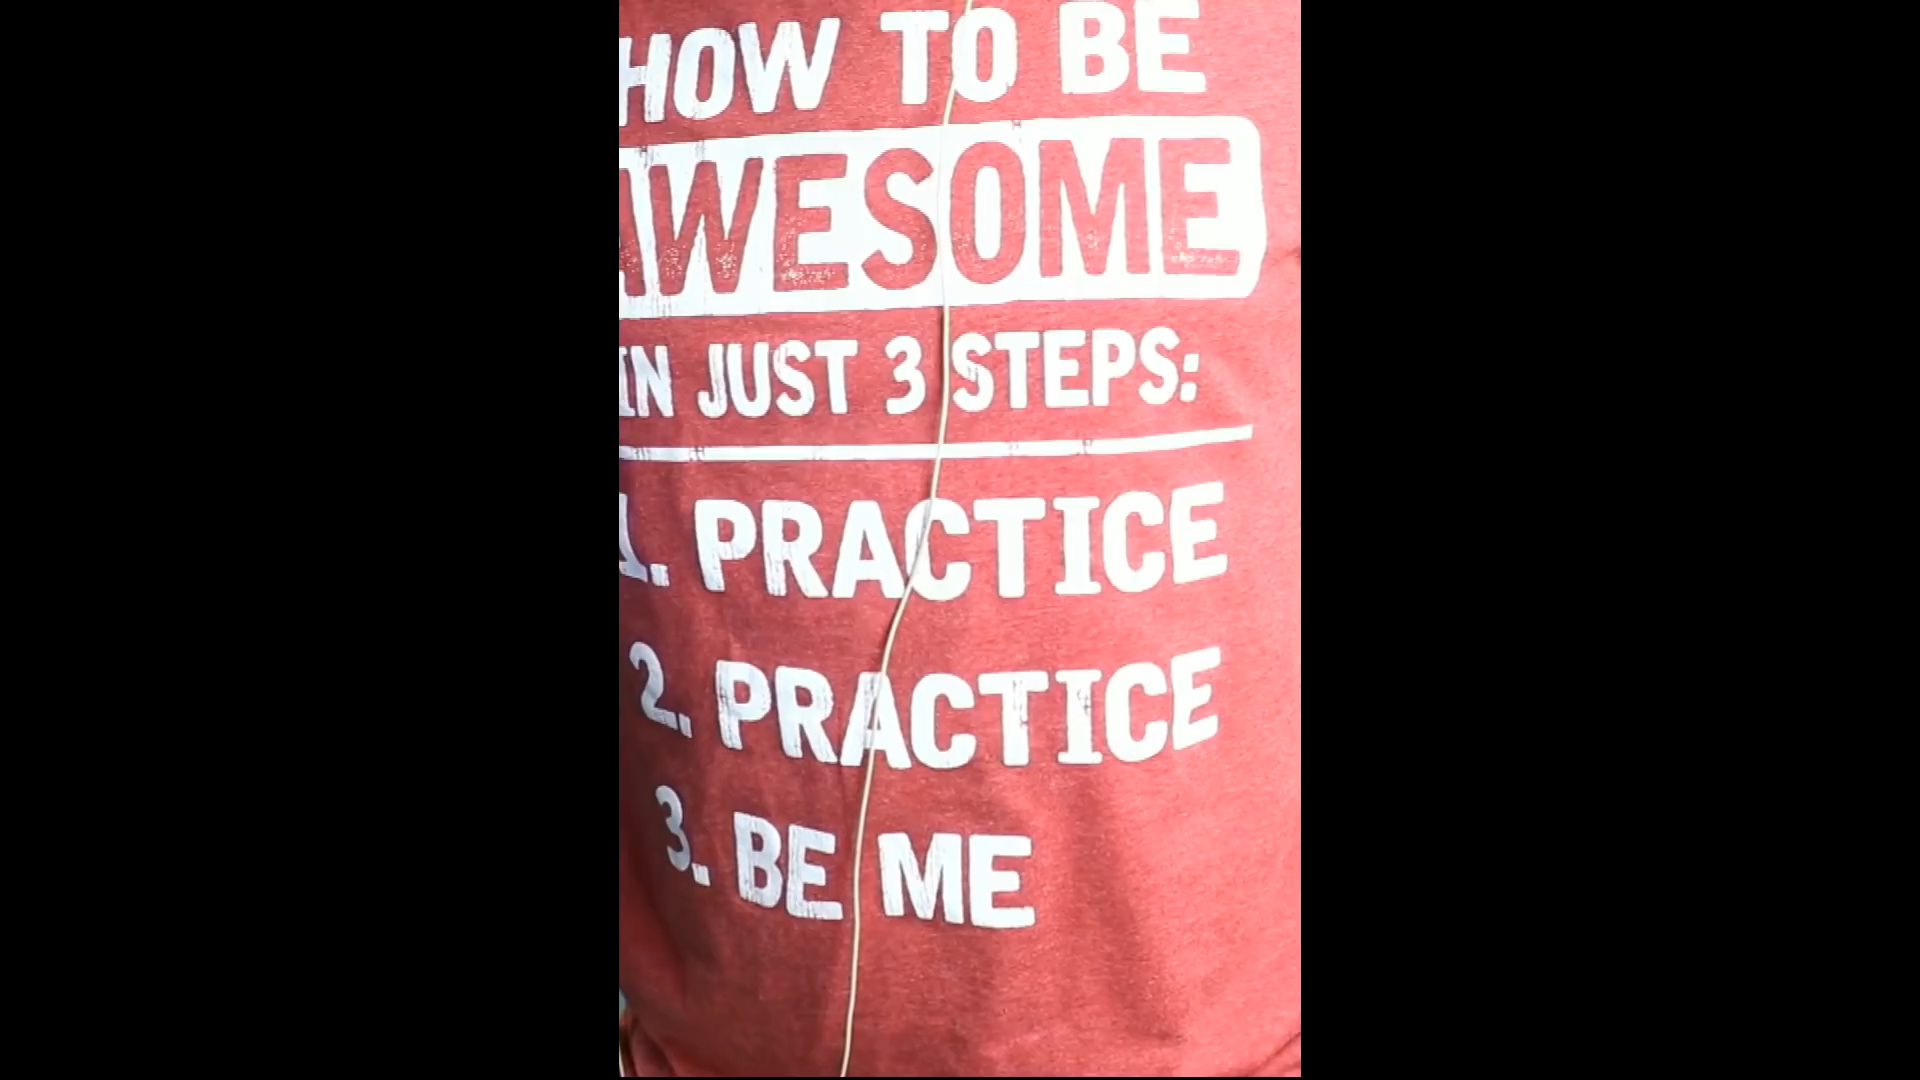 HOW TO BE
AWESOME
IN JUST 3 STEPS:
1. PRACTICE
2. PRACTICE
3. BE ME